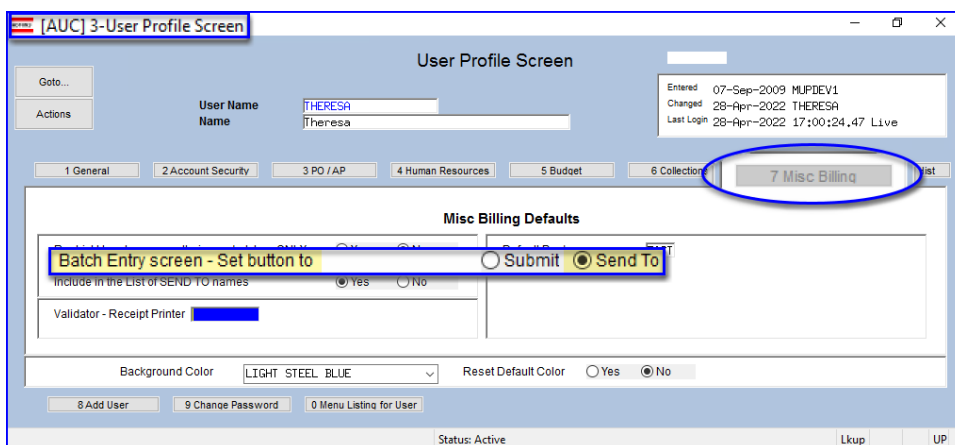 [AUC] 3-User Profile Screen
User Profile Screen
Goto...
Actions
User Name THERESA
Name Theresa
Entered 07-Sep-2009 MUPDEV1
Changed 28-Apr-2022 THERESA
Last Login 28-Apr-2022 17:00:24.47 Live
1 General 2 Account Security 3 PO / AP 4 Human Resources 5 Budget 6 Collections 7 Misc Billing
Misc Billing Defaults
Batch Entry screen - Set button to Submit Send To
Include in the List of SEND TO names Yes No
Validator - Receipt Printer
Background Color LIGHT STEEL BLUE Reset Default Color Yes No
8 Add User 9 Change Password 0 Menu Listing for User
Status: Active Lkup UP